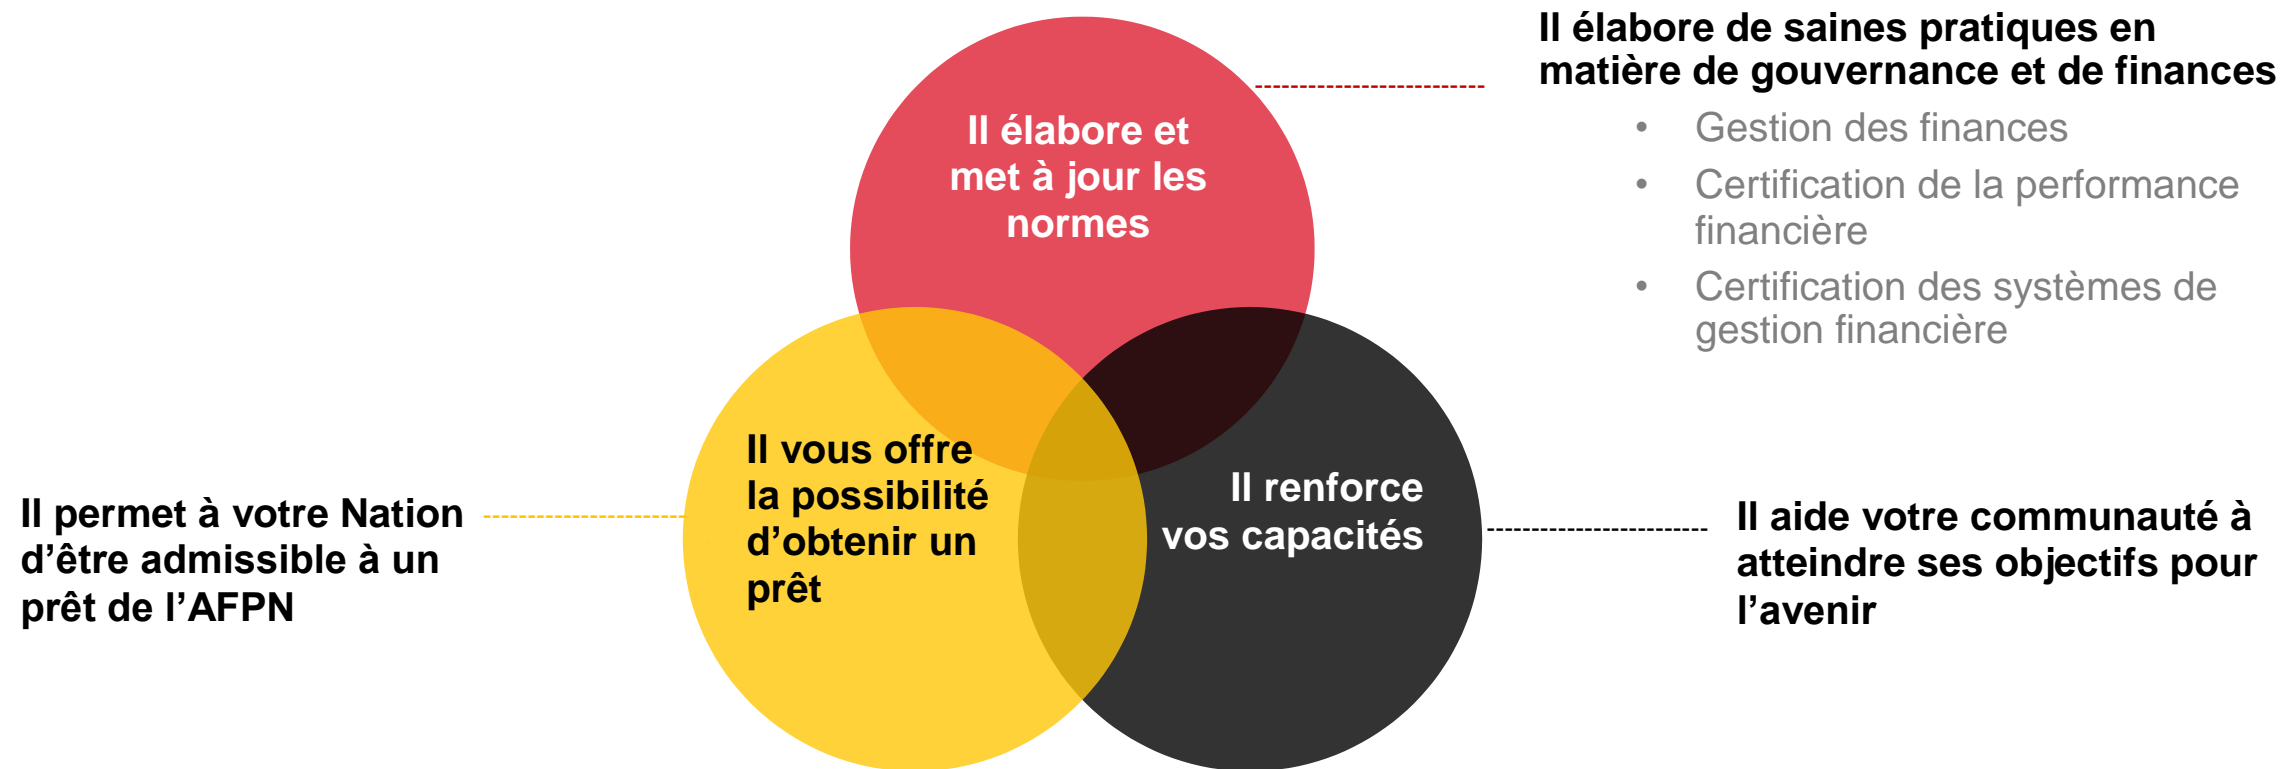 Il élabore et
met à jour les
normes
Il élabore de saines pratiques en
matière de gouvernance et de finances
• Gestion des finances
• Certification de la performance
financière
• Certification des systèmes de
gestion financière
Il permet à votre Nation
d’être admissible à un
prêt de l’AFPN
Il vous offre
la possibilité
d’obtenir un
prêt
Il renforce
vos capacités
Il aide votre communauté à
atteindre ses objectifs pour
l’avenir